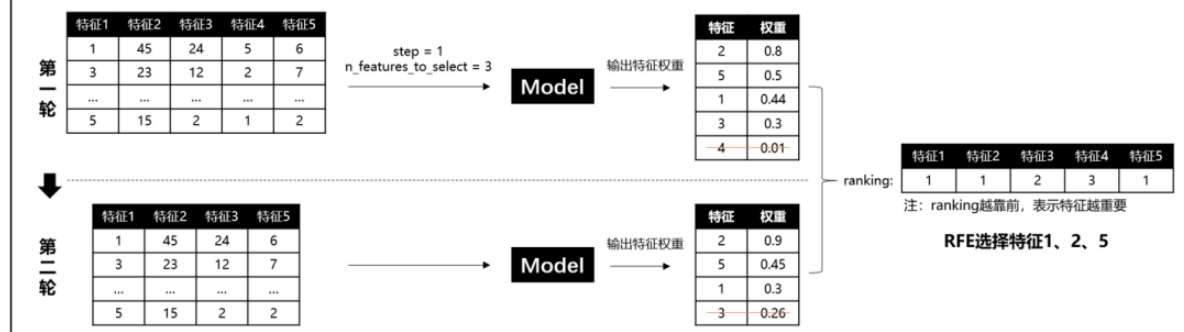 第一轮
特征1 特征2 特征3 特征4 特征5
1 45 24 5 6
3 23 12 2 7
... ... ... ... ...
5 15 2 1 2
step = 1
n_features_to_select = 3
Model
输出特征权重
特征 权重
2 0.8
5 0.5
1 0.44
3 0.3
4 0.01
第二轮
特征1 特征2 特征3 特征5
1 45 24 6
3 23 12 7
... ... ... ...
5 15 2 2
Model
输出特征权重
特征 权重
2 0.9
5 0.45
1 0.3
3 0.26
ranking:
特征1 特征2 特征3 特征4 特征5
1 1 2 3 1
注：ranking越靠前，表示特征越重要
RFE选择特征1、2、5